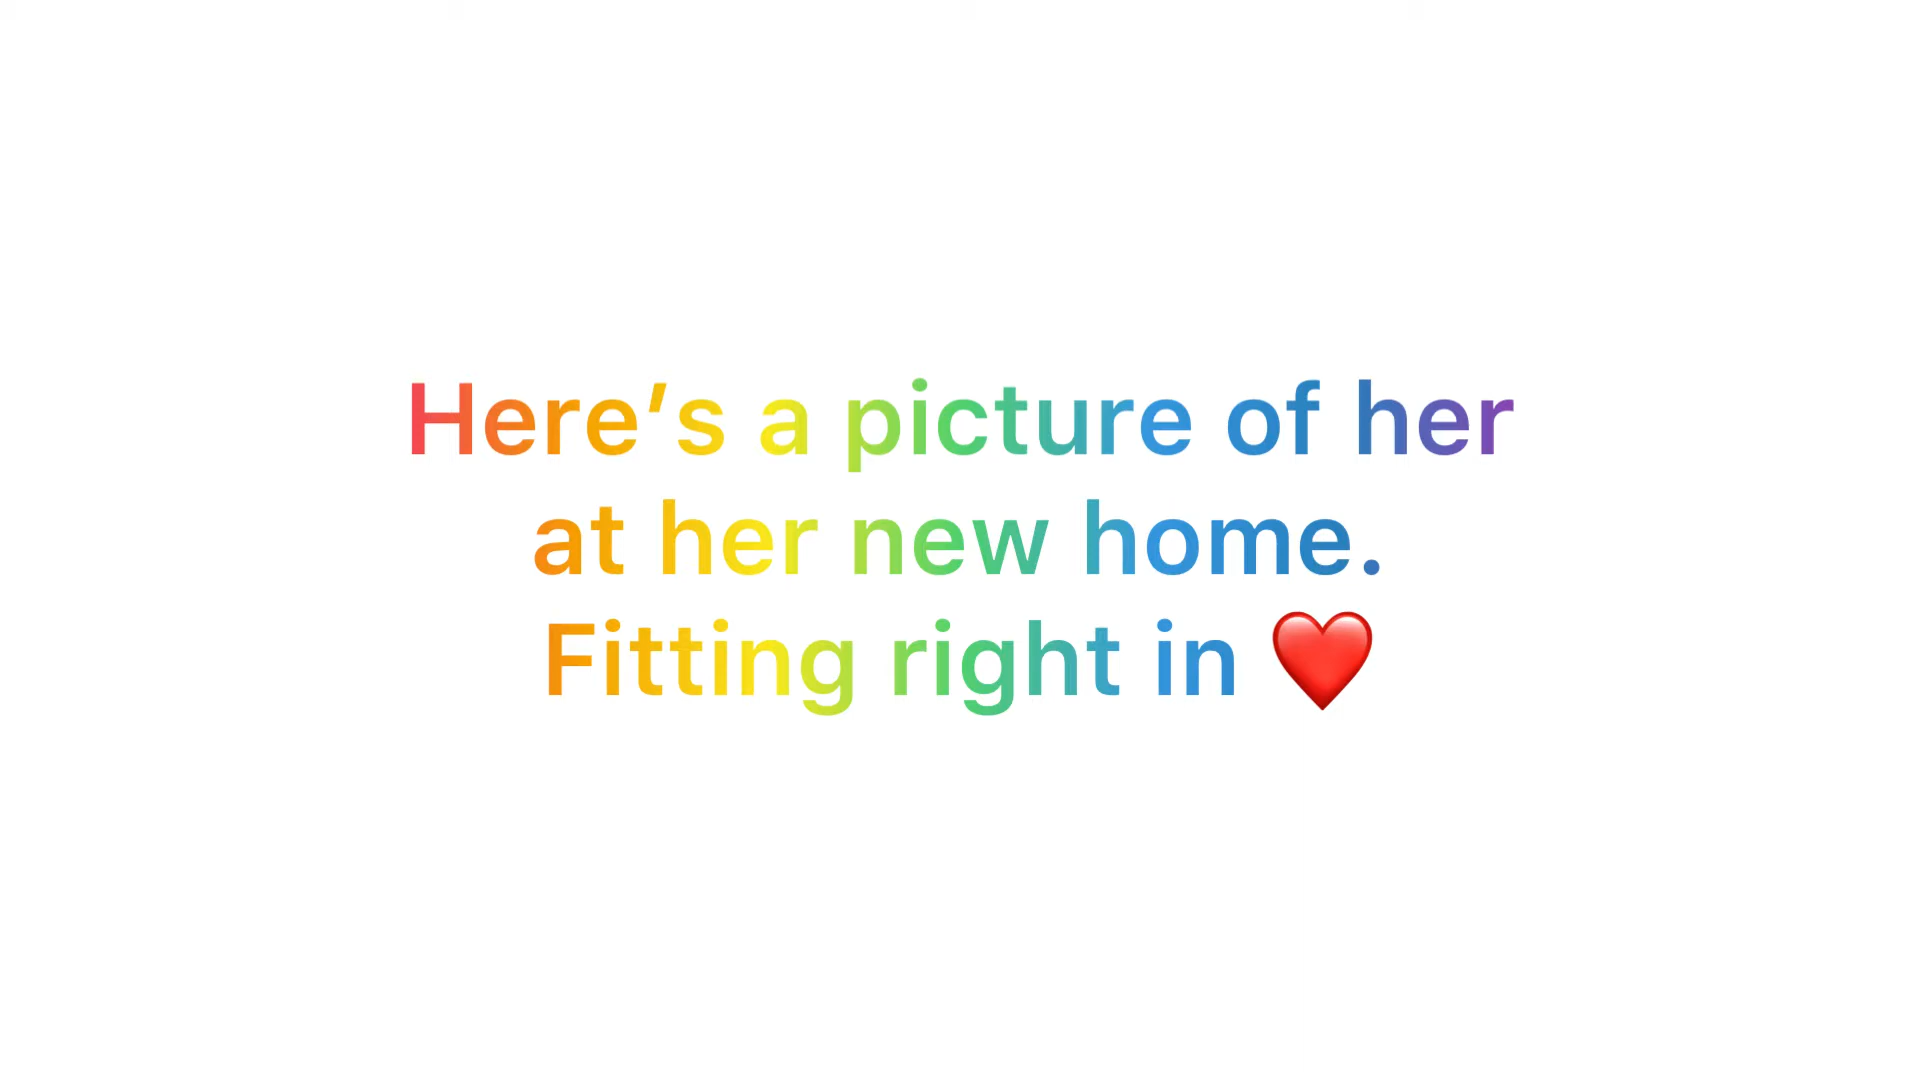 Here’s a picture of her
at her new home.
Fitting right in ❤️